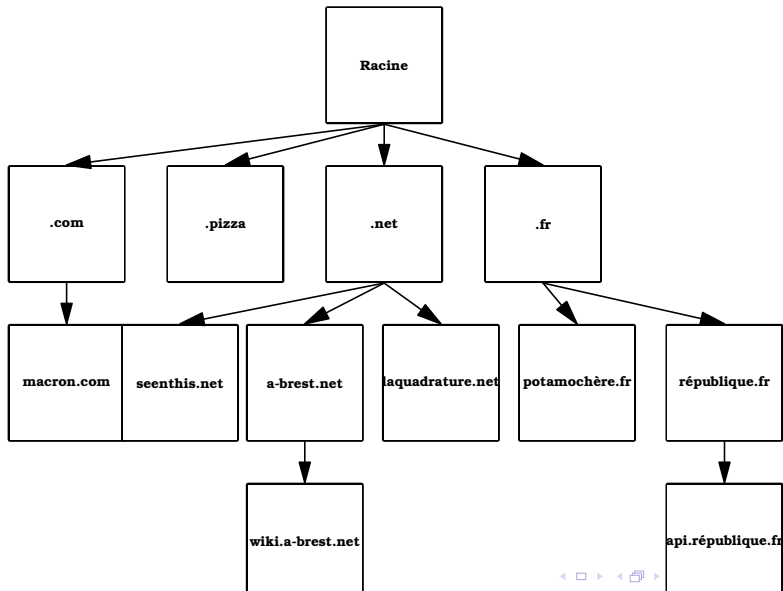 Racine
.com
.pizza
.net
.fr
macron.com
seenthis.net
a-brest.net
laquadrature.net
potamochère.fr
république.fr
wiki.a-brest.net
api.république.fr